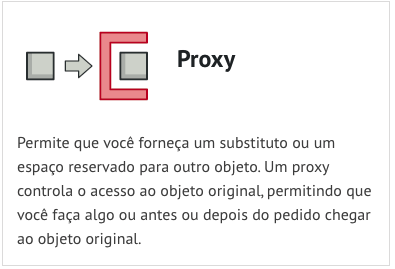 Proxy
Permite que você forneça um substituto ou um
espaço reservado para outro objeto. Um proxy
controla o acesso ao objeto original, permitindo que
você faça algo ou antes ou depois do pedido chegar
ao objeto original.